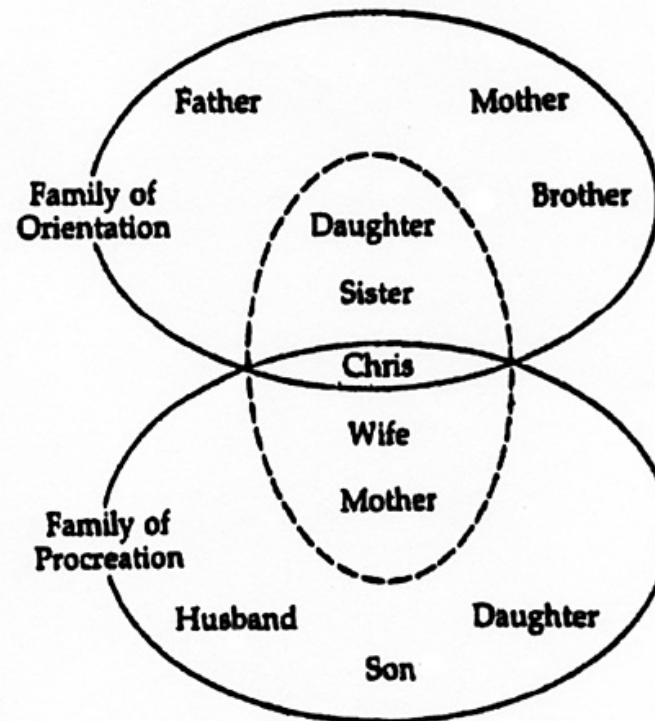 Father
Mother
Family of
Orientation
Brother
Daughter
Sister
Chris
Wife
Mother
Family of
Procreation
Husband
Daughter
Son